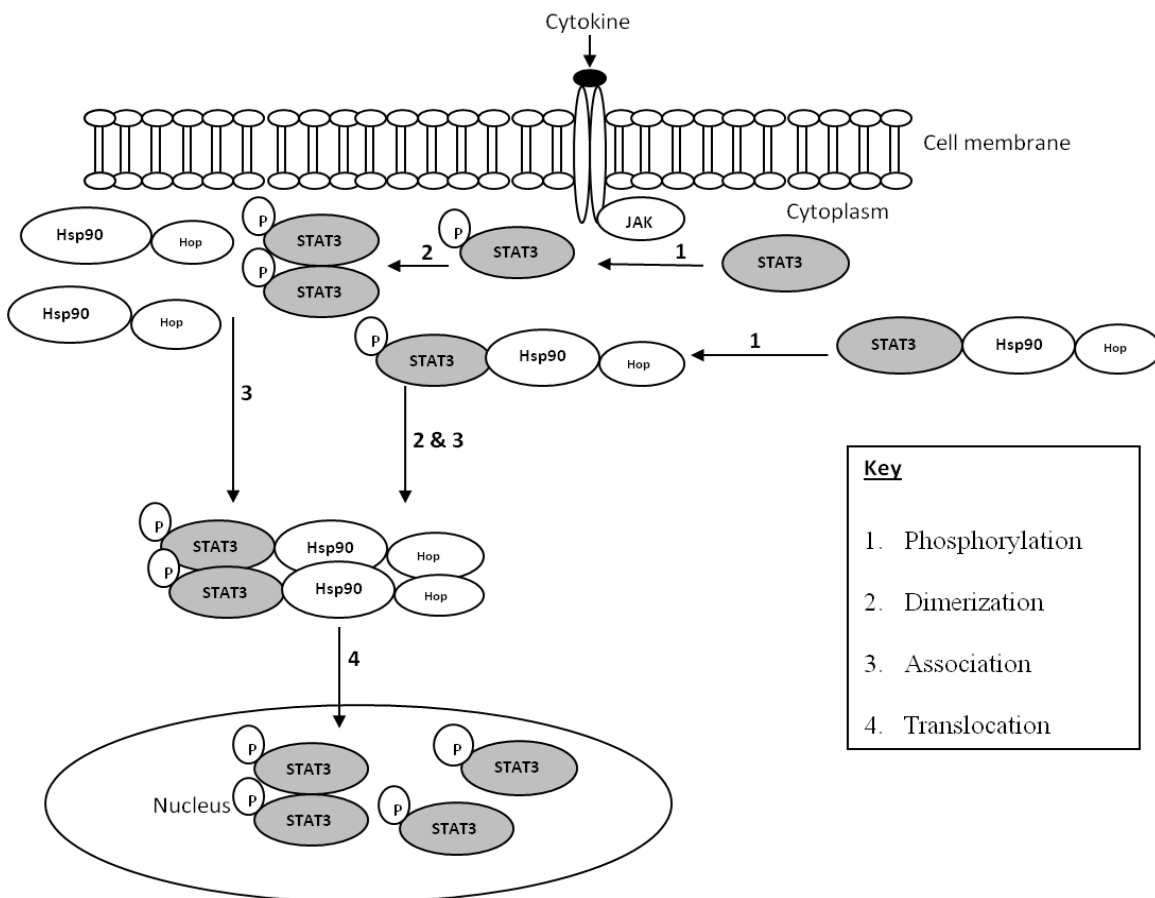 Cytokine
Cell membrane
Cytoplasm
JAK
Hsp90
Hop
P
STAT3
P
STAT3
2
P
STAT3
1
STAT3
Hsp90
Hop
P
STAT3
Hsp90
Hop
1
STAT3
Hsp90
Hop
3
2 & 3
P
STAT3
Hsp90
Hop
P
STAT3
Hsp90
Hop
4
Nucleus
P
STAT3
P
STAT3
P
STAT3
P
STAT3
Key
1. Phosphorylation
2. Dimerization
3. Association
4. Translocation